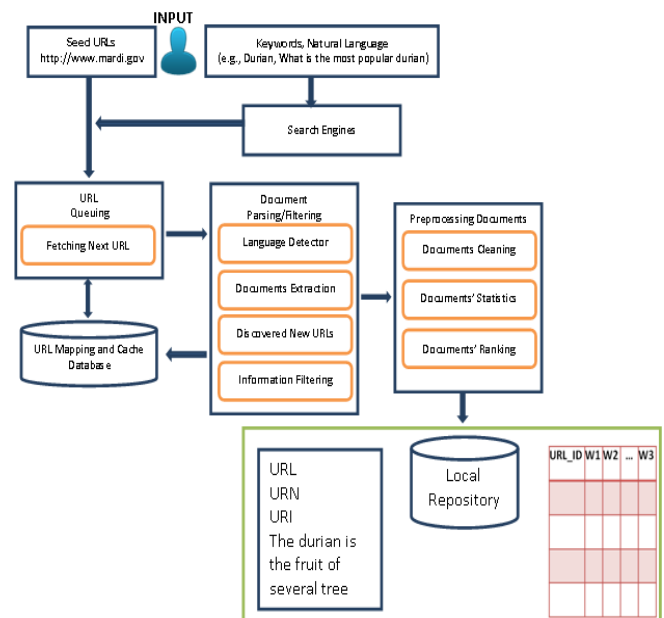 INPUT
Seed URLs
http://www.mardi.gov
Keywords, Natural Language
(e.g., Durian, What is the most popular durian)
Search Engines
URL
Queuing
Fetching Next URL
URL Mapping and Cache
Database
Document
Parsing/Filtering
Language Detector
Documents Extraction
Discovered New URLs
Information Filtering
Preprocessing Documents
Documents Cleaning
Documents' Statistics
Documents' Ranking
URL
URN
URI
The durian is
the fruit of
several tree
Local
Repository
URL_ID W1 W2 ... W3